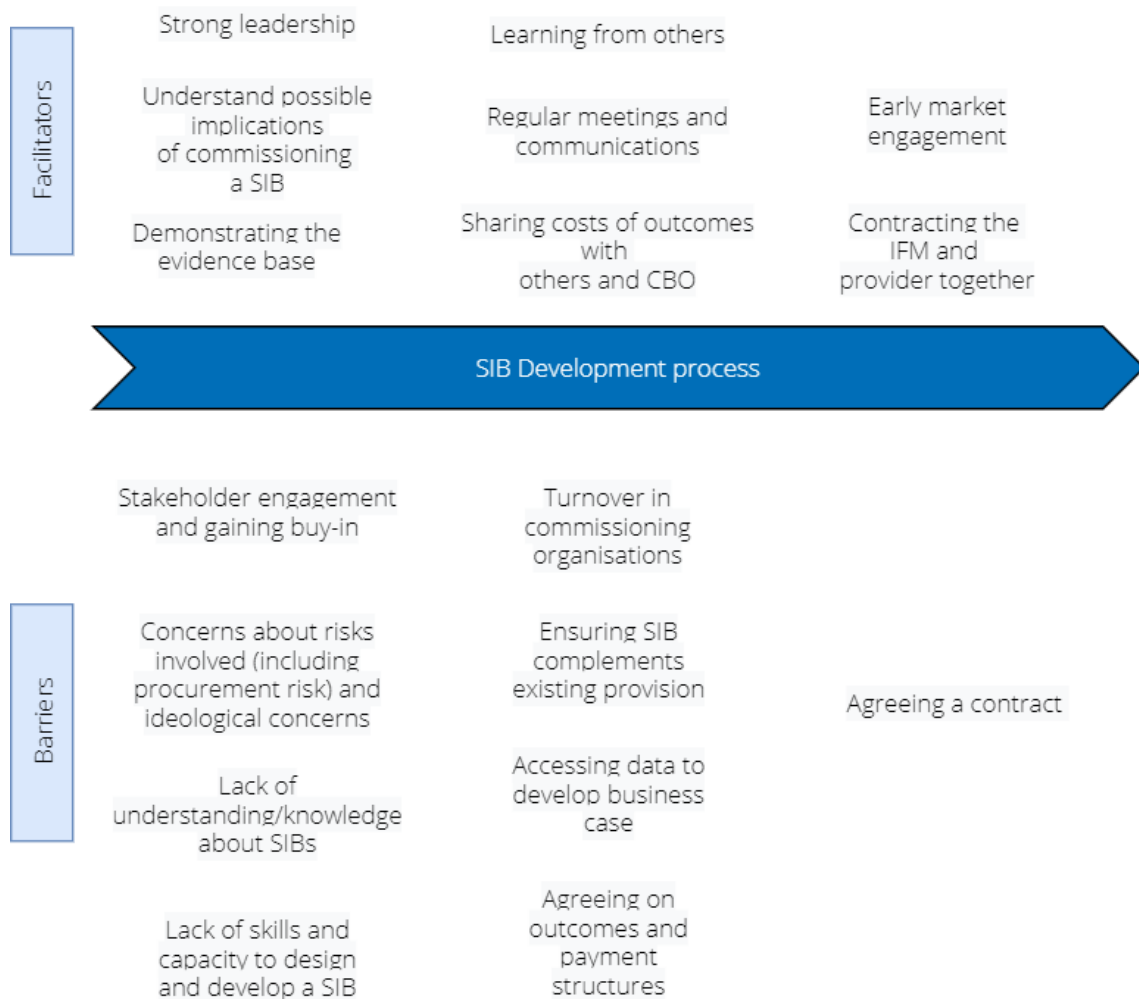 Facilitators
Strong leadership
Understand possible
implications
of commissioning
a SIB
Demonstrating the
evidence base
Learning from others
Regular meetings and
communications
Sharing costs of outcomes
with
others and CBO
Early market
engagement
Contracting the
IFM and
provider together
SIB Development process
Barriers
Stakeholder engagement
and gaining buy-in
Concerns about risks
involved (including
procurement risk) and
ideological concerns
Lack of
understanding/knowledge
about SIBs
Lack of skills and
capacity to design
and develop a SIB
Turnover in
commissioning
organisations
Ensuring SIB
complements
existing provision
Accessing data to
develop business
case
Agreeing on
outcomes and
payment
structures
Agreeing a contract